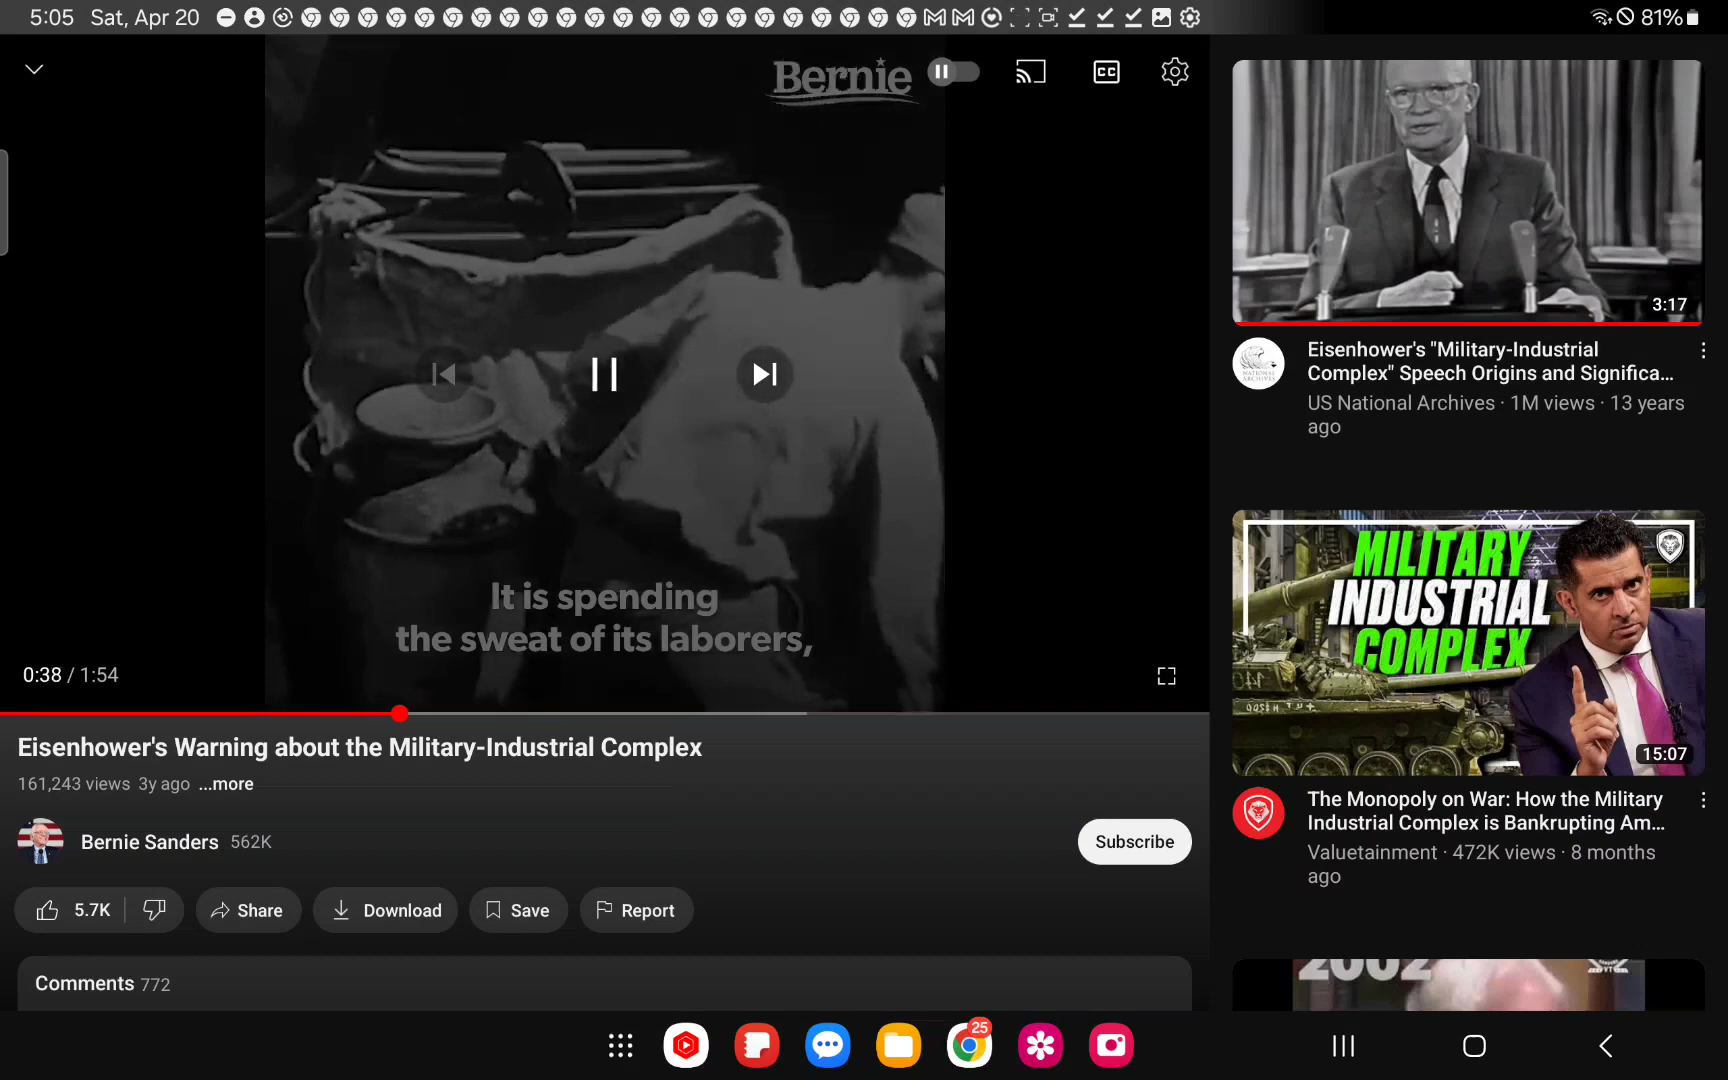 5:05 Sat, Apr 20
81%
Bernie
CC
It is spending
the sweat of its laborers,
0:38 / 1:54
Eisenhower's Warning about the Military-Industrial Complex
161,243 views 3y ago ...more
Bernie Sanders 562K
Subscribe
5.7K
Share
Download
Save
Report
Comments 772
3:17
Eisenhower's "Military-Industrial
Complex" Speech Origins and Significa...
US National Archives · 1M views · 13 years
ago
MILITARY
INDUSTRIAL
COMPLEX
15:07
The Monopoly on War: How the Military
Industrial Complex is Bankrupting Am...
Valuetainment · 472K views · 8 months
ago
2002
25